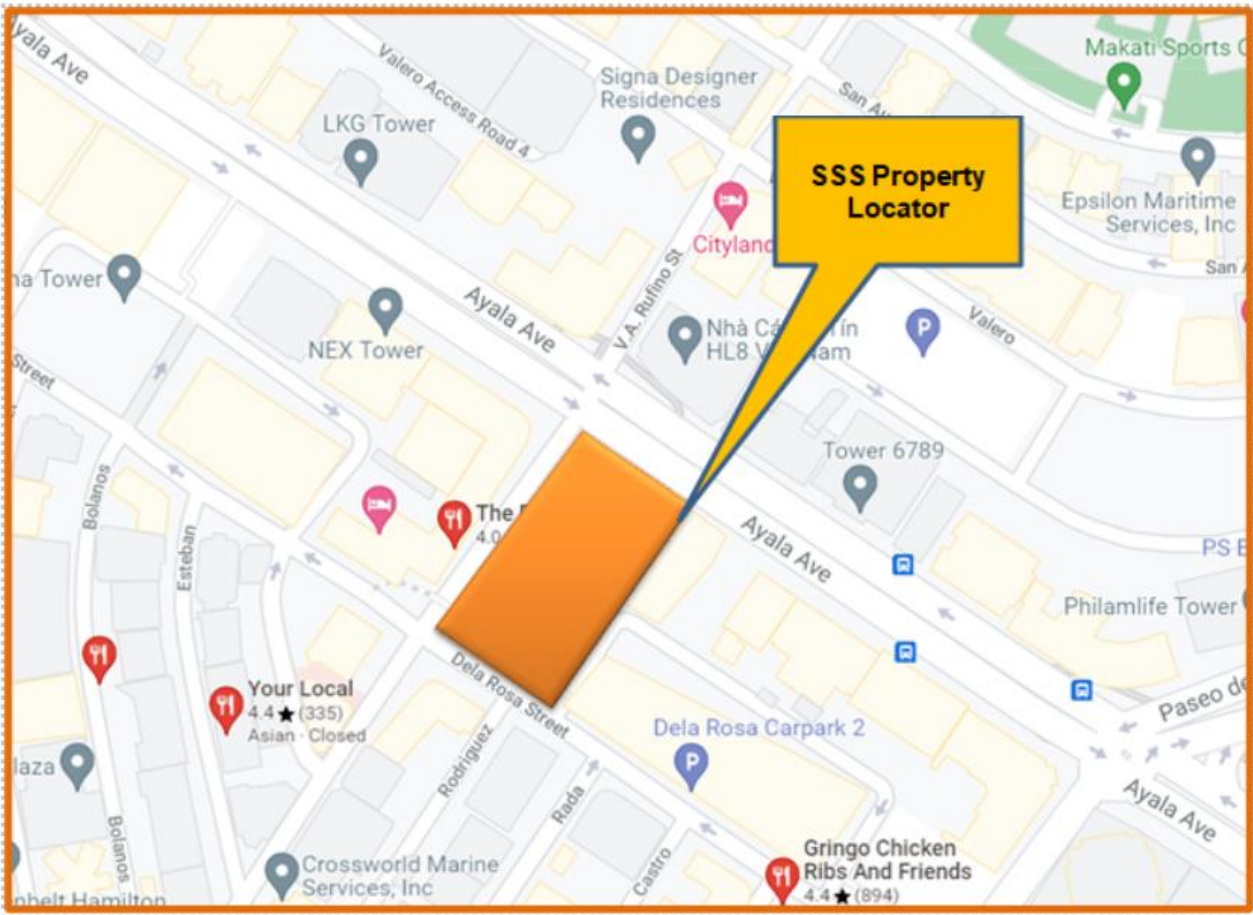 Ayala Ave
Valero Access Road 4
Signa Designer
Residences
Makati Sports
San
LKG Tower
SSS Property
Locator
Epsilon Maritime
Services, Inc
San
Cityland
Tower
V.A. Rufino St
Ayala Ave
Valero
NEX Tower
Nhà
HL8
P
Street
Tower 6789
Bolanos
The
4.0
Ayala Ave
Esteban
Philamlife Tower
Dela Rosa Street
Your Local
4.4★(335)
Asian · Closed
Paseo de
Dela Rosa Carpark 2
P
Rodriguez
Rada
Ayala Ave
Bolanos
Castro
Crossworld Marine
Services, Inc
Gringo Chicken
Ribs And Friends
4.4★(894)
Hamilton